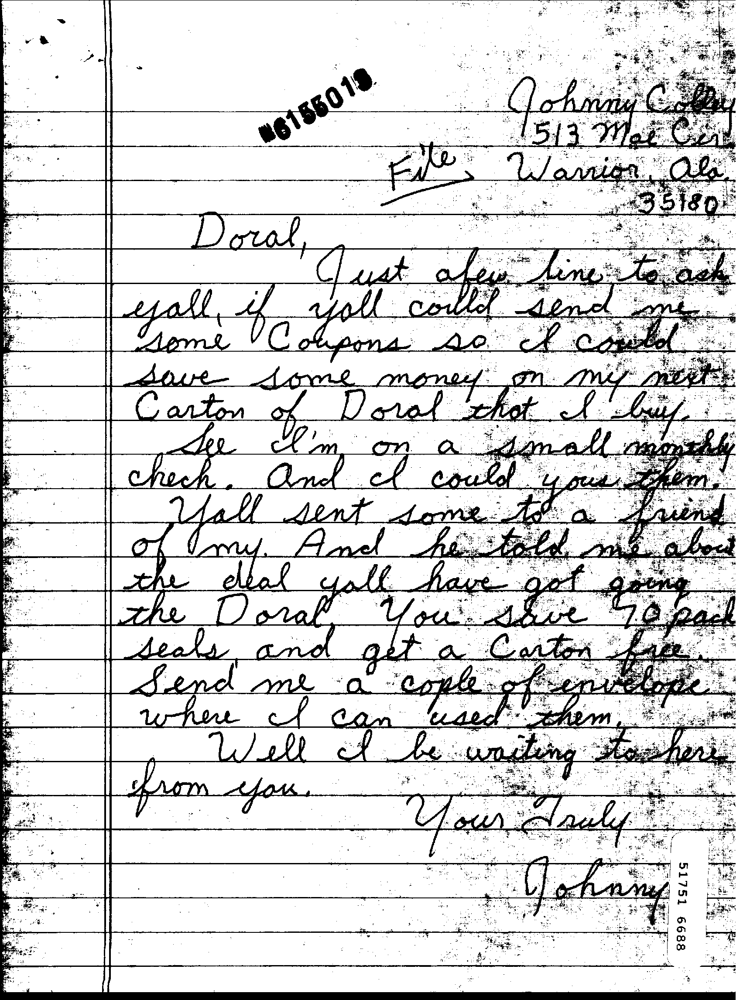 M6155019
Johnny Colley
513 Moe Cir
File Warrior, Ala.
35180
Doral,
Just afew line to ask
yall, if yall could send me
some Coupons so I could
save some money on my next
Carton of Doral that I buy.
See I'm on a small monthly
check. And I could yous them.
Yall sent some to a friend
of my. And he told me about
the deal yall have got going
the Doral. You save 70 pack
seals, and get a Carton free.
Send me a cople of envelope
where I can used them.
Well I be waiting to here
from you.
Your Truly
Johnny
51751 6688